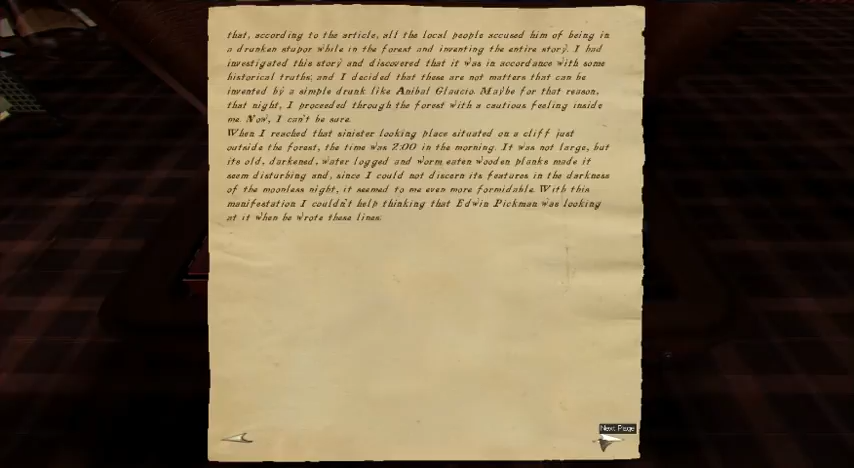 that, according to the article, all the local people accused him of being in
a drunken stupor while in the forest and inventing the entire story. I had
investigated this story and discovered that it was in accordance with some
historical truths; and I decided that these are not matters that can be
invented by a simple drunk like Anibal Glaucio. Maybe for that reason,
that night, I proceeded through the forest with a cautious feeling inside
me. Now, I can't be sure.
When I reached that sinister looking place situated on a cliff just
outside the forest, the time was 2:00 in the morning. It was not large, but
its old, darkened, water logged and worm eaten wooden planks made it
seem disturbing and, since I could not discern its features in the darkness
of the moonless night, it seemed to me even more formidable. With this
manifestation I couldn't help thinking that Edwin Pickman was looking
at it when he wrote these lines:
Next Page